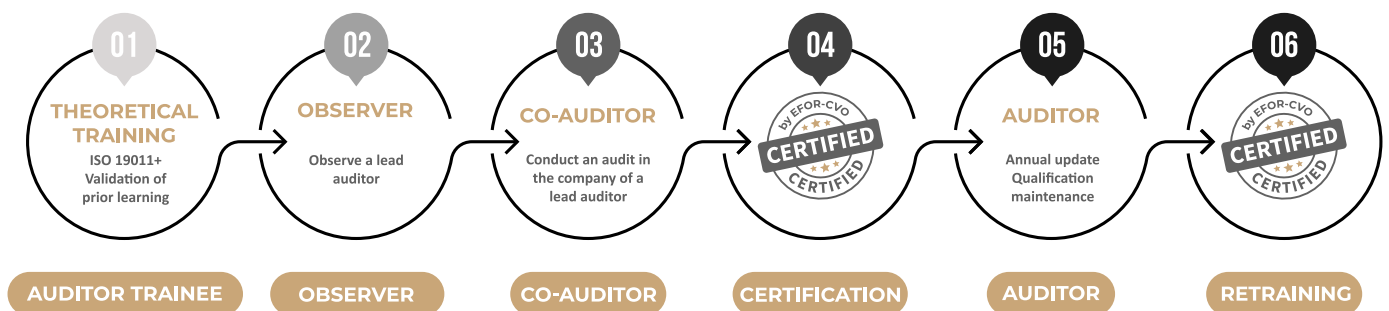 01
THEORETICAL
TRAINING
ISO 19011+
Validation of
prior learning
02
OBSERVER
Observe a lead
auditor
03
CO-AUDITOR
Conduct an audit in
the company of a
lead auditor
04
by EFOR-CVO
CERTIFIED
CERTIFIED
05
AUDITOR
Annual update
Qualification
maintenance
06
by EFOR-CVO
CERTIFIED
CERTIFIED
AUDITOR TRAINEE
OBSERVER
CO-AUDITOR
CERTIFICATION
AUDITOR
RETRAINING